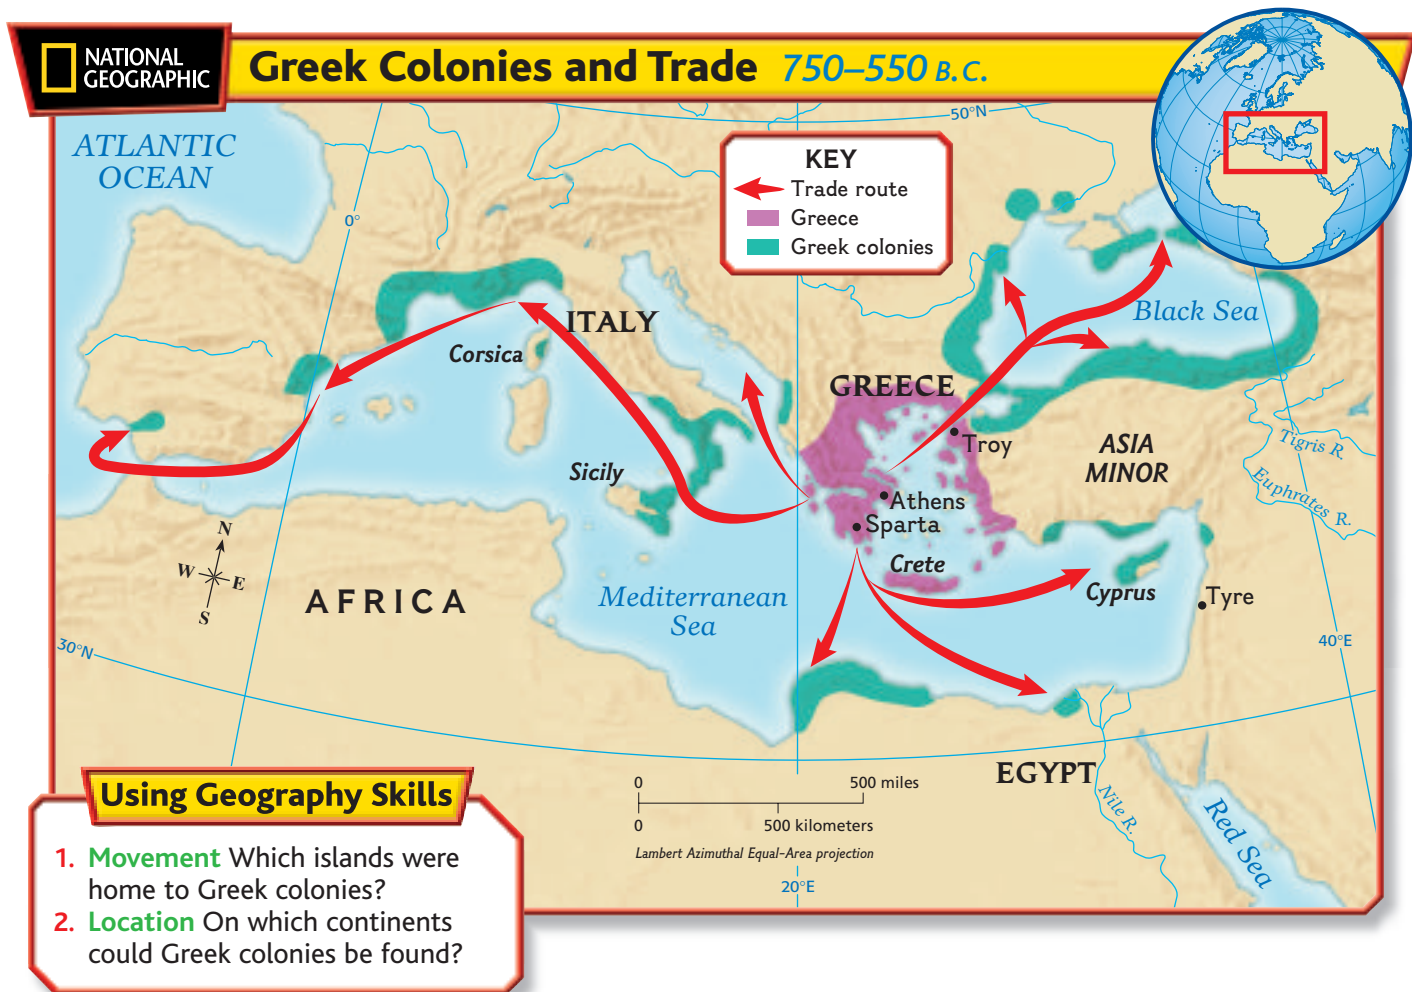 NATIONAL
GEOGRAPHIC
Greek Colonies and Trade 750–550 B.C.
ATLANTIC
OCEAN
50°N
0°
KEY
Trade route
Greece
Greek colonies
Black Sea
ITALY
Corsica
GREECE
Troy
ASIA
MINOR
Tigris R.
Euphrates R.
Sicily
Athens
Sparta
Crete
Cyprus
Tyre
N
W
E
S
AFRICA
Mediterranean
Sea
30°N
40°E
EGYPT
Nile R.
Red Sea
0 500 miles
0 500 kilometers
Lambert Azimuthal Equal-Area projection
20°E
Using Geography Skills
1. Movement Which islands were
home to Greek colonies?
2. Location On which continents
could Greek colonies be found?